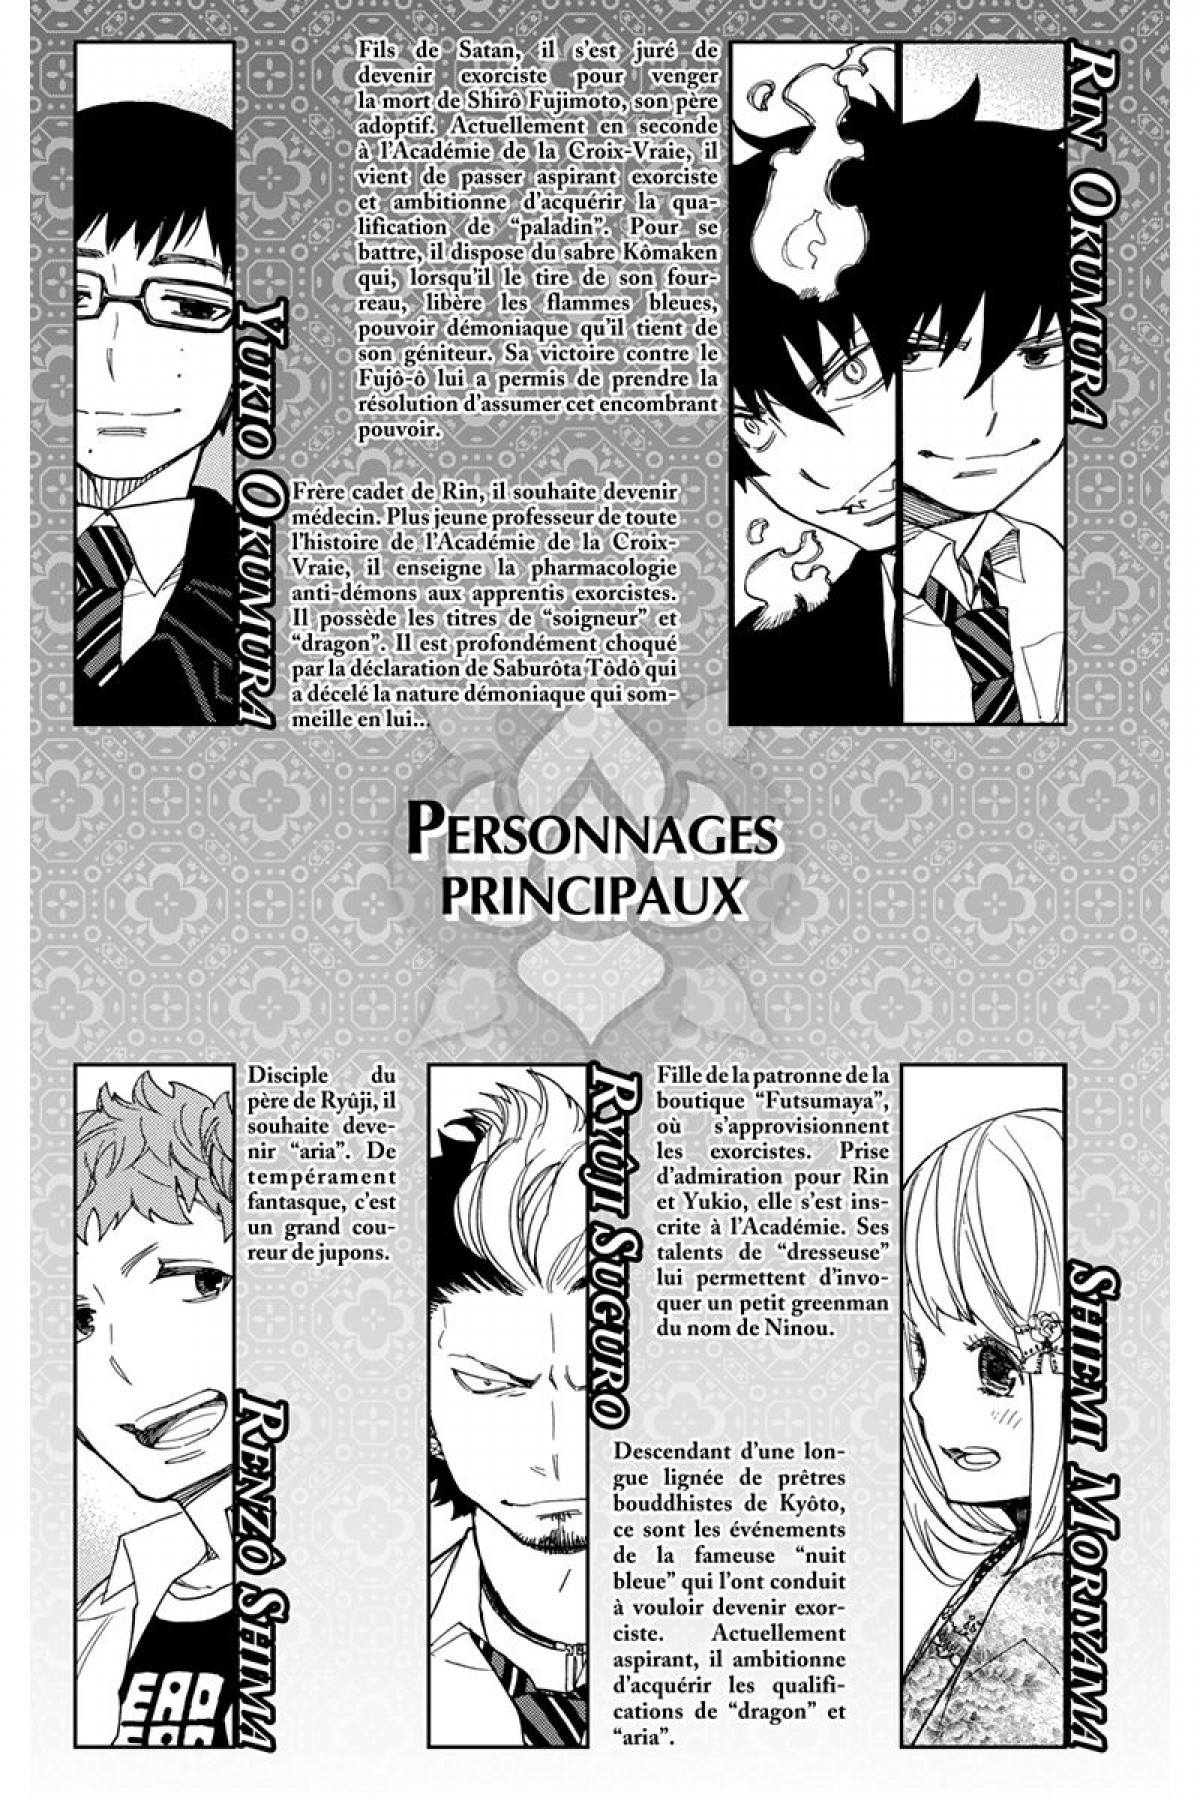 RIN OKUMURA
Fils de Satan, il s'est juré de
devenir exorciste pour venger
la mort de Shirô Fujimoto, son père
adoptif. Actuellement en seconde
à l'Académie de la Croix-Vraie, il
vient de passer aspirant exorciste
et ambitionne d'acquérir la qua-
lification de “paladin”. Pour se
battre, il dispose du sabre Kômaken
qui, lorsqu'il le tire de son four-
reau, libère les flammes bleues,
pouvoir démoniaque qu'il tient de
son géniteur. Sa victoire contre le
Fujô-ô lui a permis de prendre la
résolution d'assumer cet encombrant
pouvoir.
YUKIO OKUMURA
Frère cadet de Rin, il souhaite devenir
médecin. Plus jeune professeur de toute
l'histoire de l'Académie de la Croix-
Vraie, il enseigne la pharmacologie
anti-démons aux apprentis exorcistes.
Il possède les titres de “soigneur” et
“dragon”. Il est profondément choqué
par la déclaration de Saburôta Tôdô qui
a décelé la nature démoniaque qui som-
meille en lui...
PERSONNAGES
PRINCIPAUX
SHIEMI MORIYAMA
Fille de la patronne de la
boutique “Futsumaya”,
où s'approvisionnent
les exorcistes. Prise
d'admiration pour Rin
et Yukio, elle s'est ins-
crite à l'Académie. Ses
talents de “dresseuse”
lui permettent d'invo-
quer un petit greenman
du nom de Ninou.
RYÛJI SUGURO
Descendant d'une lon-
gue lignée de prêtres
bouddhistes de Kyôto,
ce sont les événements
de la fameuse “nuit
bleue” qui l'ont conduit
à vouloir devenir exor-
ciste. Actuellement
aspirant, il ambitionne
d'acquérir les qualifi-
cations de “dragon” et
“aria”.
RENZÔ SHIMA
Disciple du
père de Ryûji, il
souhaite deve-
nir “aria”. De
tempérament
fantasque, c'est
un grand cou-
reur de jupons.